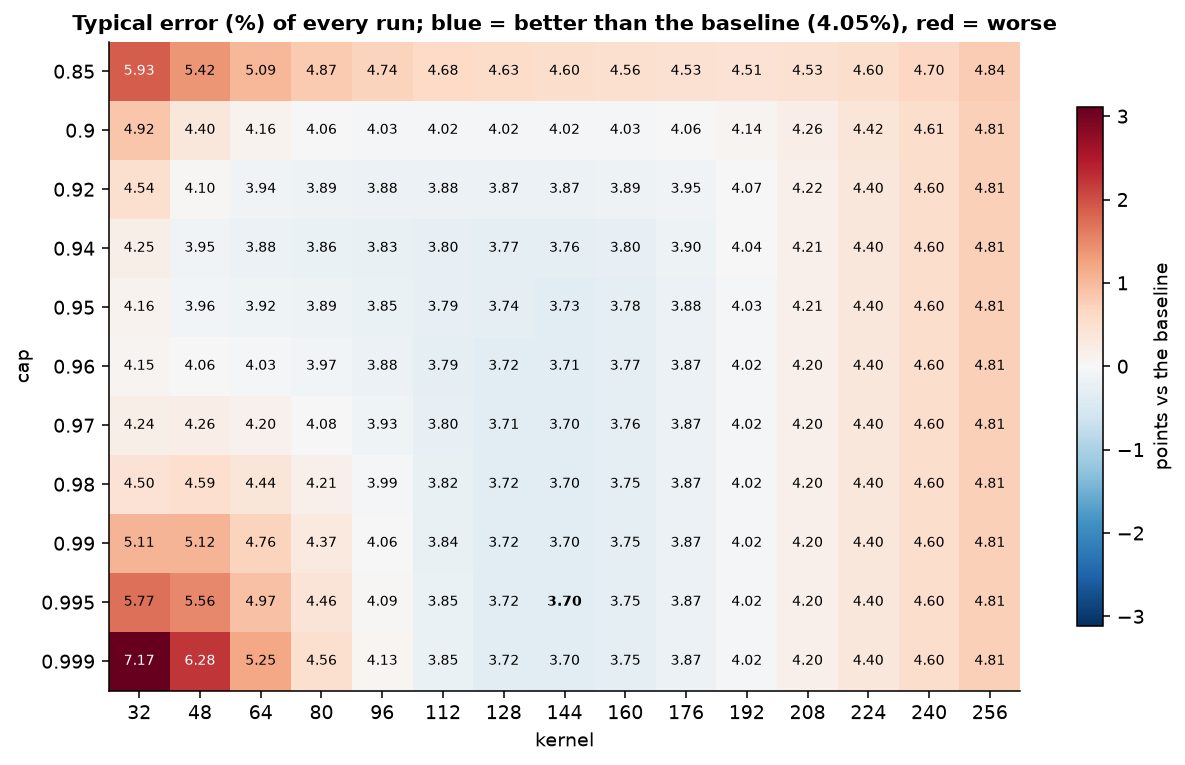 Typical error (%) of every run; blue = better than the baseline (4.05%), red = worse
0.85 5.93 5.42 5.09 4.87 4.74 4.68 4.63 4.60 4.56 4.53 4.51 4.53 4.60 4.70 4.84
0.9 4.92 4.40 4.16 4.06 4.03 4.02 4.02 4.02 4.03 4.06 4.14 4.26 4.42 4.61 4.81
0.92 4.54 4.10 3.94 3.89 3.88 3.88 3.87 3.87 3.89 3.95 4.07 4.22 4.40 4.60 4.81
0.94 4.25 3.95 3.88 3.86 3.83 3.80 3.77 3.76 3.80 3.90 4.04 4.21 4.40 4.60 4.81
0.95 4.16 3.96 3.92 3.89 3.85 3.79 3.74 3.73 3.78 3.88 4.03 4.21 4.40 4.60 4.81
0.96 4.15 4.06 4.03 3.97 3.88 3.79 3.72 3.71 3.77 3.87 4.02 4.20 4.40 4.60 4.81
0.97 4.24 4.26 4.20 4.08 3.93 3.80 3.71 3.70 3.76 3.87 4.02 4.20 4.40 4.60 4.81
0.98 4.50 4.59 4.44 4.21 3.99 3.82 3.72 3.70 3.75 3.87 4.02 4.20 4.40 4.60 4.81
0.99 5.11 5.12 4.76 4.37 4.06 3.84 3.72 3.70 3.75 3.87 4.02 4.20 4.40 4.60 4.81
0.995 5.77 5.56 4.97 4.46 4.09 3.85 3.72 3.70 3.75 3.87 4.02 4.20 4.40 4.60 4.81
0.999 7.17 6.28 5.25 4.56 4.13 3.85 3.72 3.70 3.75 3.87 4.02 4.20 4.40 4.60 4.81
32 48 64 80 96 112 128 144 160 176 192 208 224 240 256
kernel
cap
3
2
1
0
−1
−2
−3
points vs the baseline